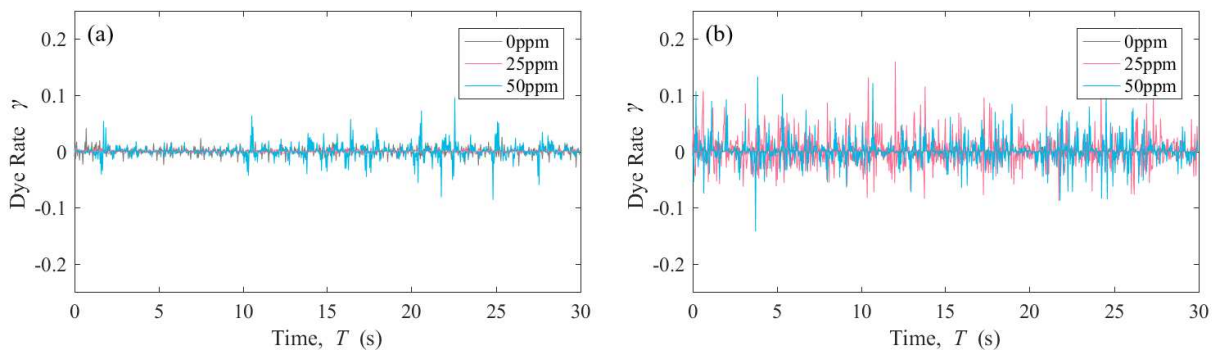 (a)
0ppm
25ppm
50ppm
0.2
0.1
0
-0.1
-0.2
Dye Rate γ
0 5 10 15 20 25 30
Time, T (s)
(b)
0ppm
25ppm
50ppm
0.2
0.1
0
-0.1
-0.2
Dye Rate γ
0 5 10 15 20 25 30
Time, T (s)